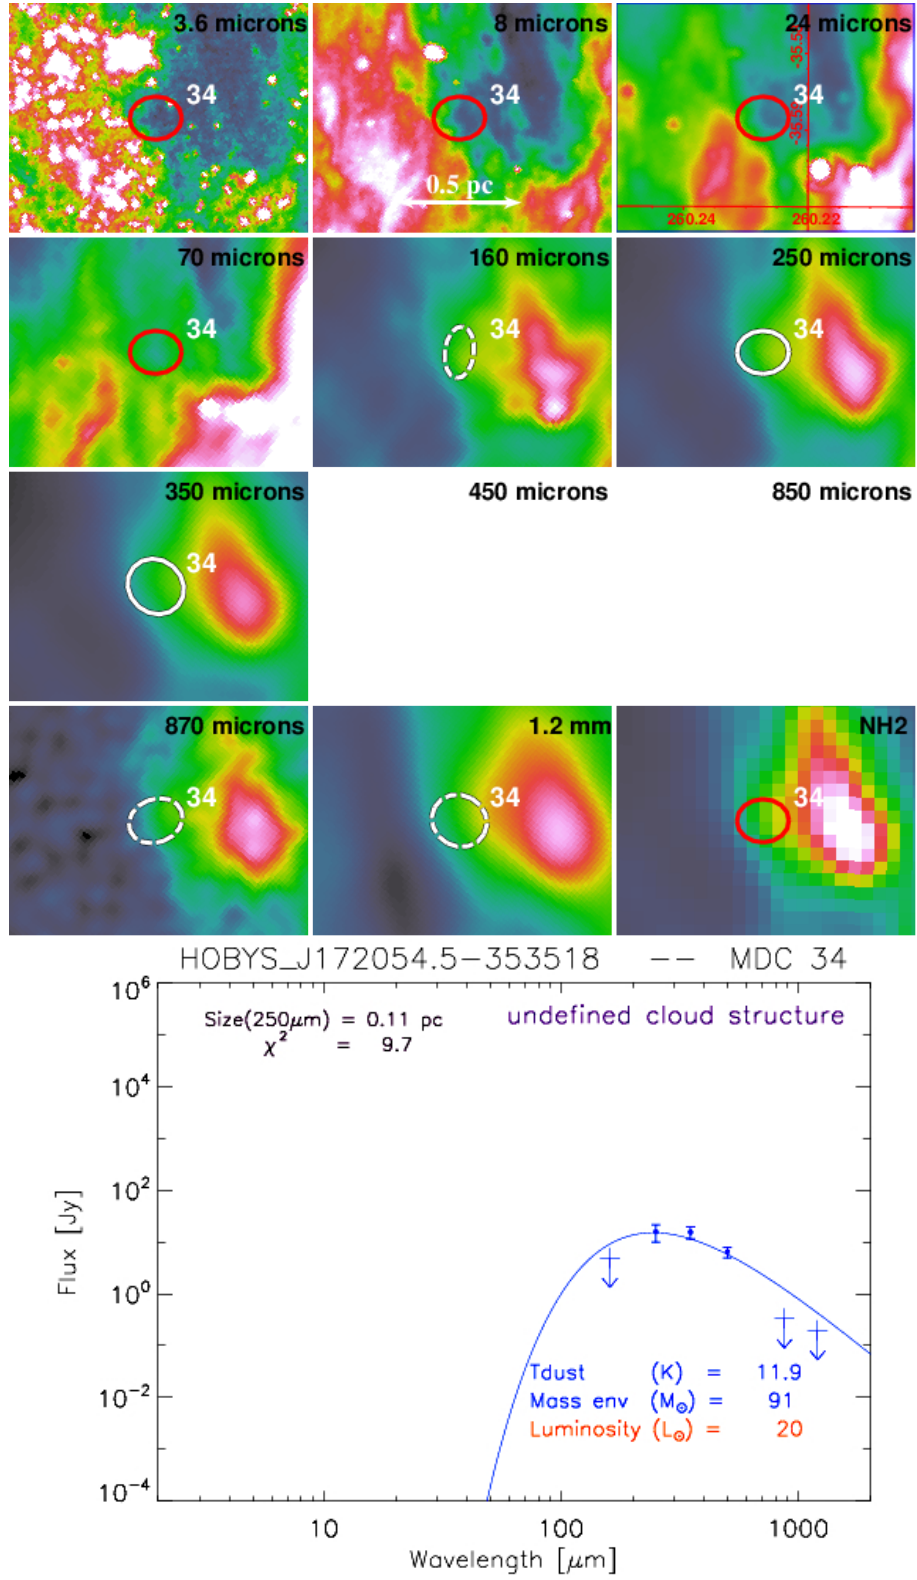 3.6 microns
34
8 microns
34
0.5 pc
24 microns
34
-35.58
-35.59
260.24
260.22
70 microns
34
160 microns
34
250 microns
34
350 microns
34
450 microns
850 microns
870 microns
34
1.2 mm
34
NH2
34
HOBYS_J172054.5-353518 -- MDC 34
Size(250μm) = 0.11 pc
χ² = 9.7
undefined cloud structure
10⁶
10⁴
10²
10⁰
10⁻²
10⁻⁴
Flux [Jy]
Tdust (K) = 11.9
Mass env (M⊙) = 91
Luminosity (L⊙) = 20
10
100
1000
Wavelength [μm]